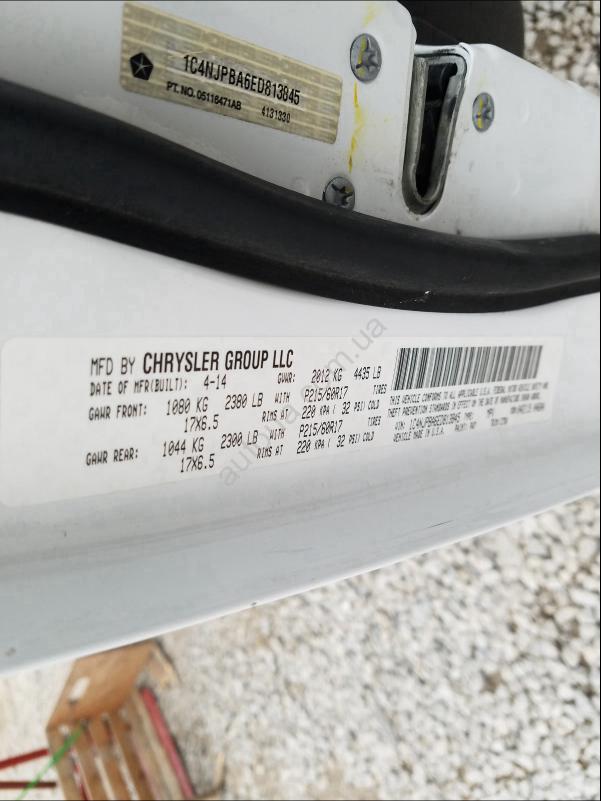 1C4NJPBA6ED813845
PT. NO. 05116471AB 4131330
MFD BY CHRYSLER GROUP LLC
DATE OF MFR(BUILT): 4-14 GVWR: 2012 KG 4435 LB
GAWR FRONT: 1080 KG 2380 LB WITH P215/60R17 TIRES
17X6.5 RIMS AT 220 KPA ( 32 PSI) COLD
GAWR REAR: 1044 KG 2300 LB WITH P215/60R17 TIRES
17X6.5 RIMS AT 220 KPA ( 32 PSI) COLD
THIS VEHICLE CONFORMS TO ALL APPLICABLE U.S.A. FEDERAL MOTOR VEHICLE SAFETY AND
THEFT PREVENTION STANDARDS IN EFFECT ON THE DATE OF MANUFACTURE SHOWN ABOVE.
VIN: 1C4NJPBA6ED813845
VEHICLE MADE IN U.S.A. PAINT: